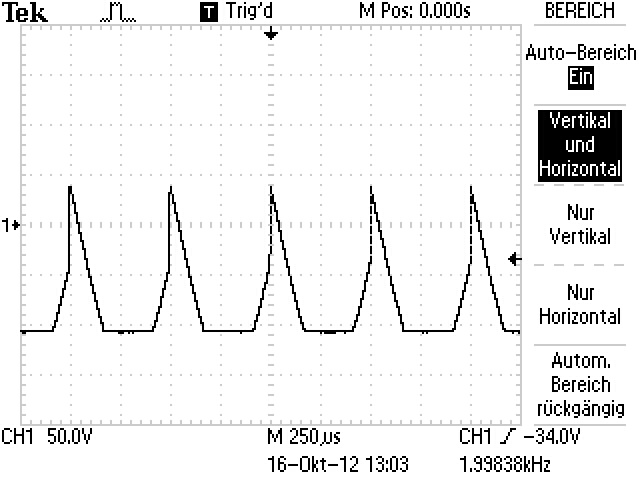 Tek
T Trig'd
M Pos: 0.000s
BEREICH
Auto-Bereich
Ein
Vertikal
und
Horizontal
Nur
Vertikal
Nur
Horizontal
Autom.
Bereich
rückgängig
1
CH1 50.0V
M 250µs
CH1 -34.0V
16-Okt-12 13:03
1.99838kHz